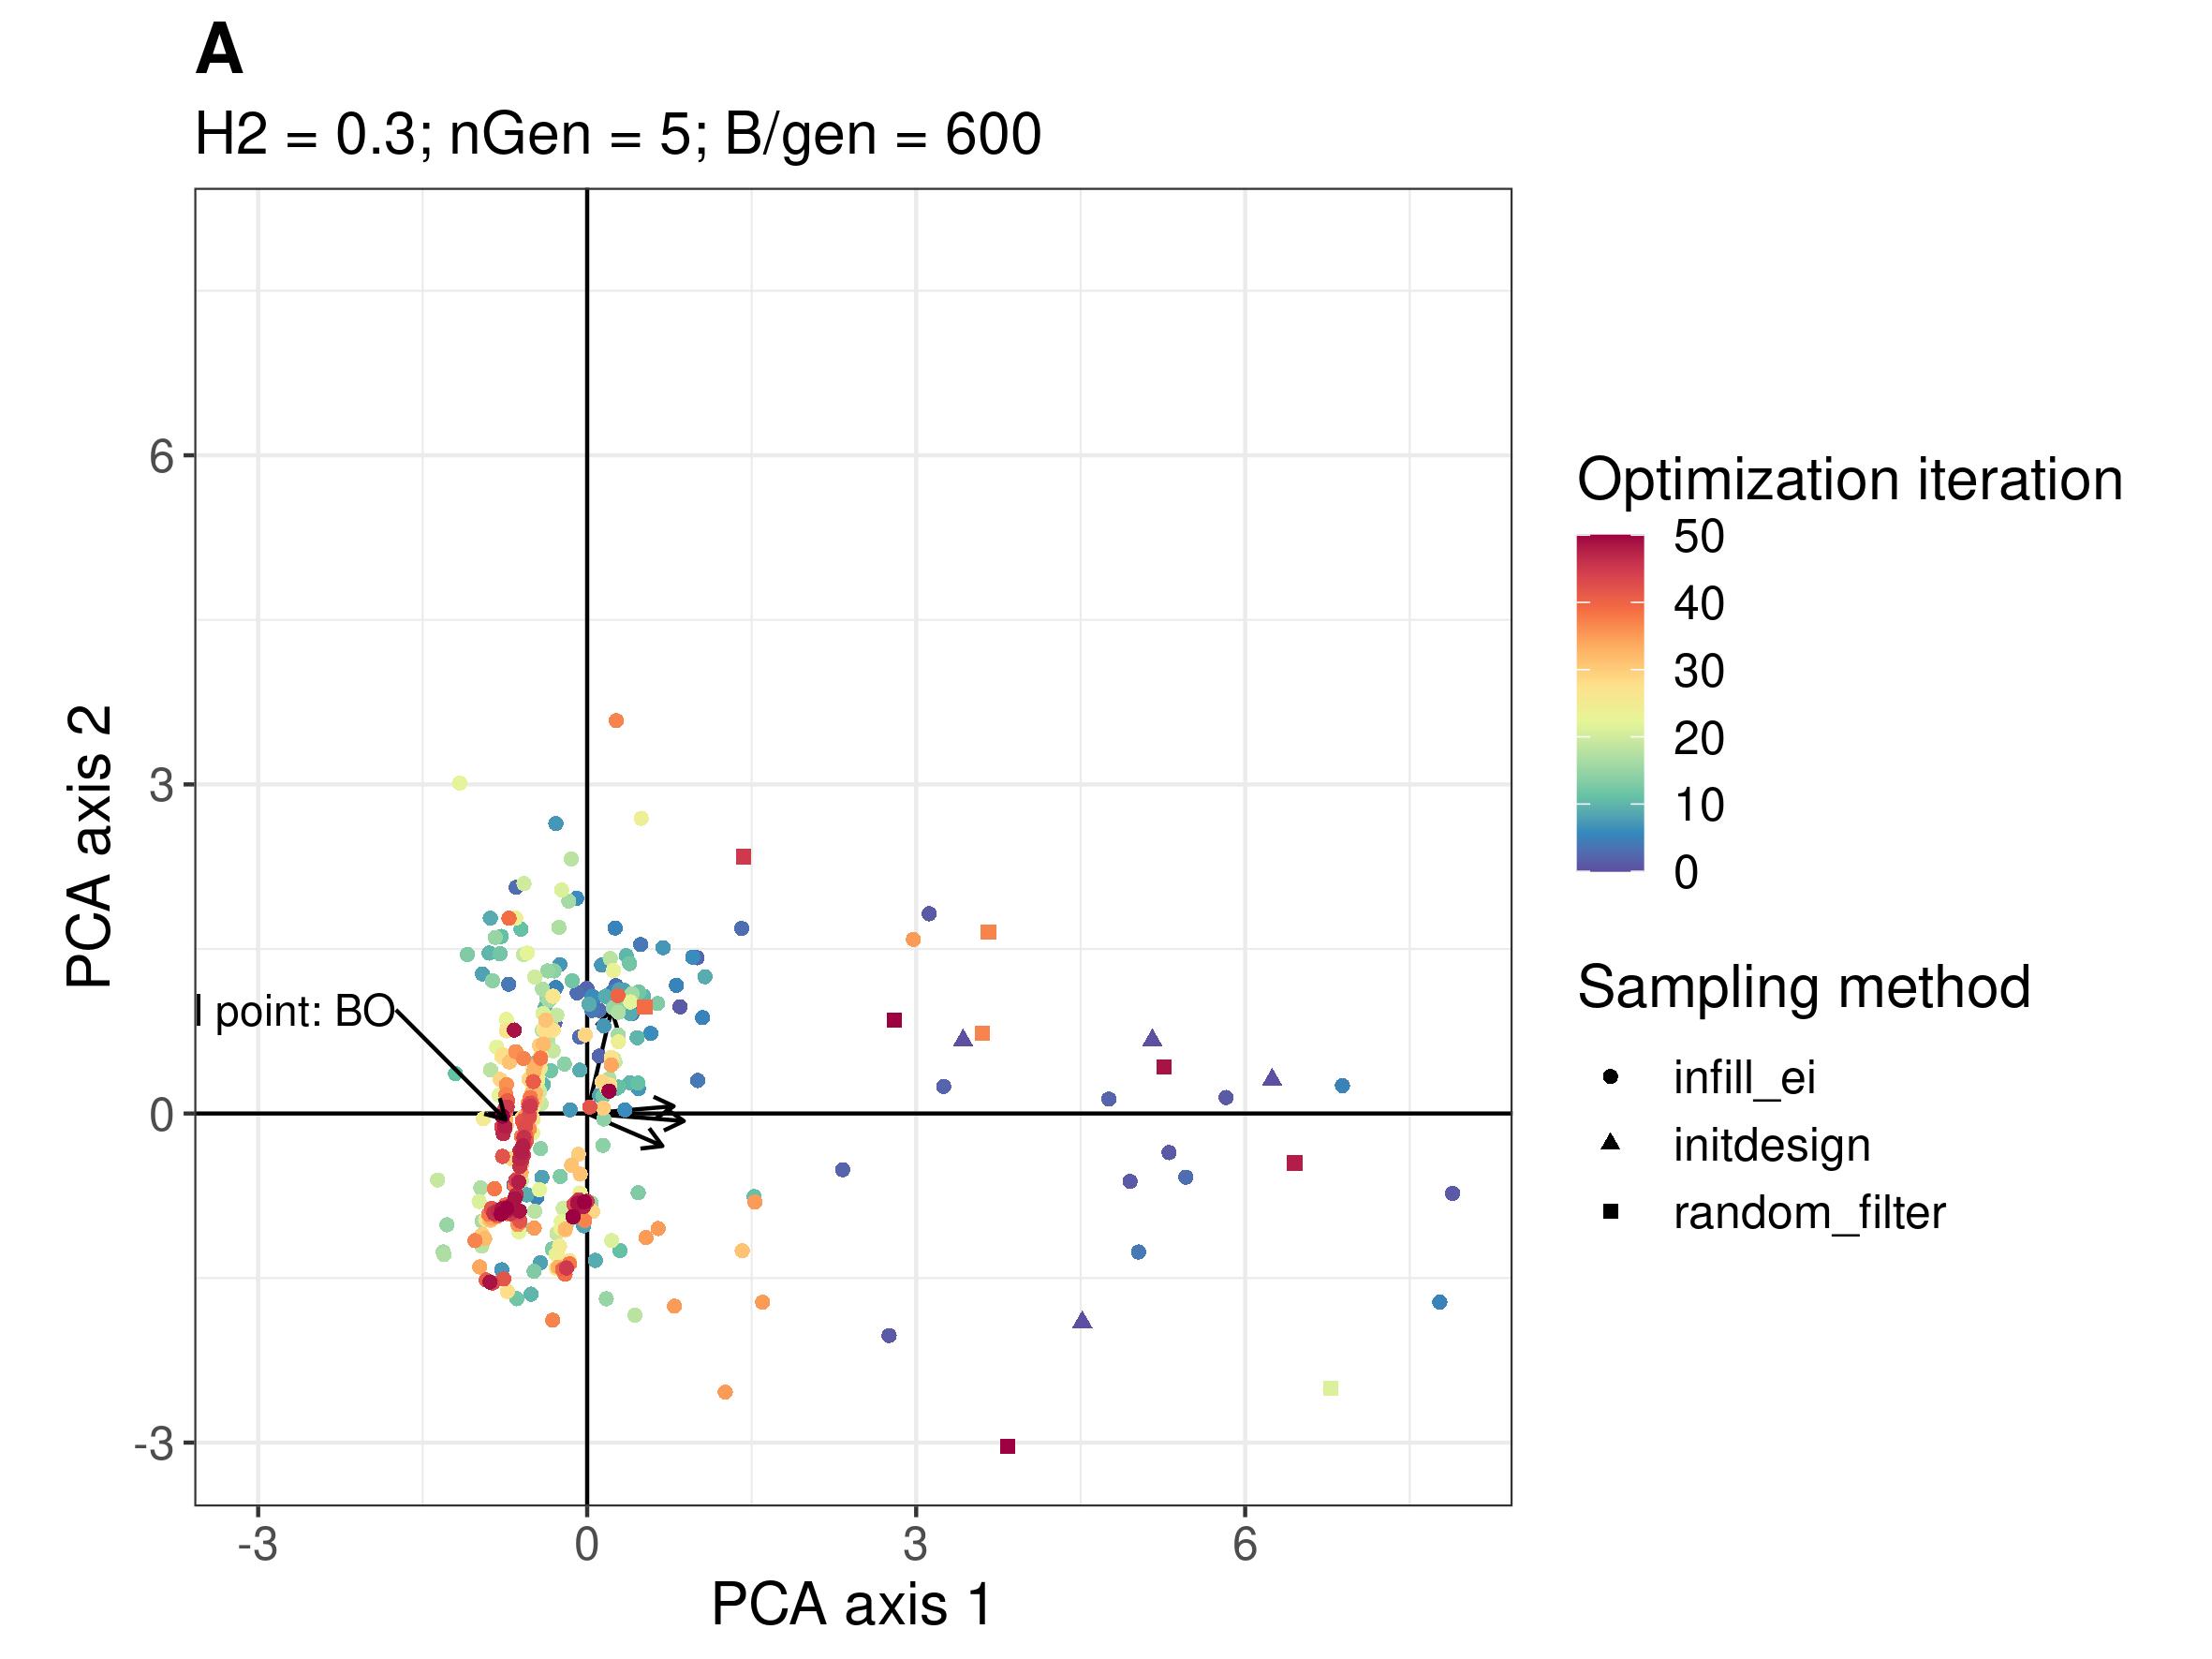 A
H2 = 0.3; nGen = 5; B/gen = 600
PCA axis 2
6
3
0
-3
l point: BO
-3
0
3
6
PCA axis 1
Optimization iteration
50
40
30
20
10
0
Sampling method
infill_ei
initdesign
random_filter